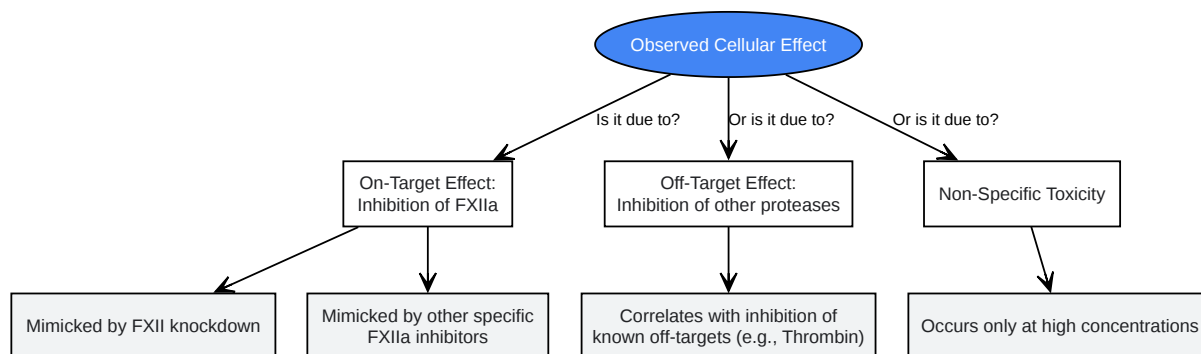 Observed Cellular Effect
Is it due to?
Or is it due to?
Or is it due to?
On-Target Effect:
Inhibition of FXIIa
Off-Target Effect:
Inhibition of other proteases
Non-Specific Toxicity
Mimicked by FXII knockdown
Mimicked by other specific
FXIIa inhibitors
Correlates with inhibition of
known off-targets (e.g., Thrombin)
Occurs only at high concentrations